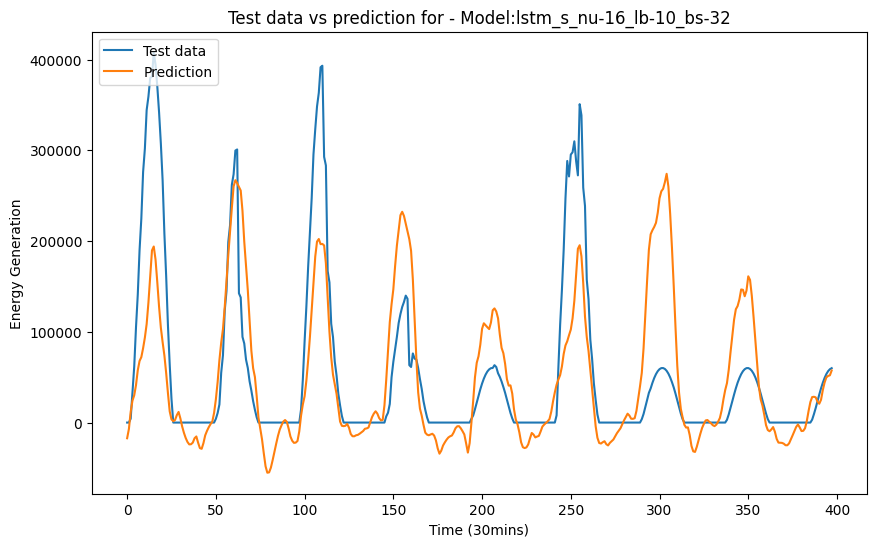 Test data vs prediction for - Model:lstm_s_nu-16_lb-10_bs-32
Test data
Prediction
Energy Generation
400000
300000
200000
100000
0
0 50 100 150 200 250 300 350 400
Time (30mins)